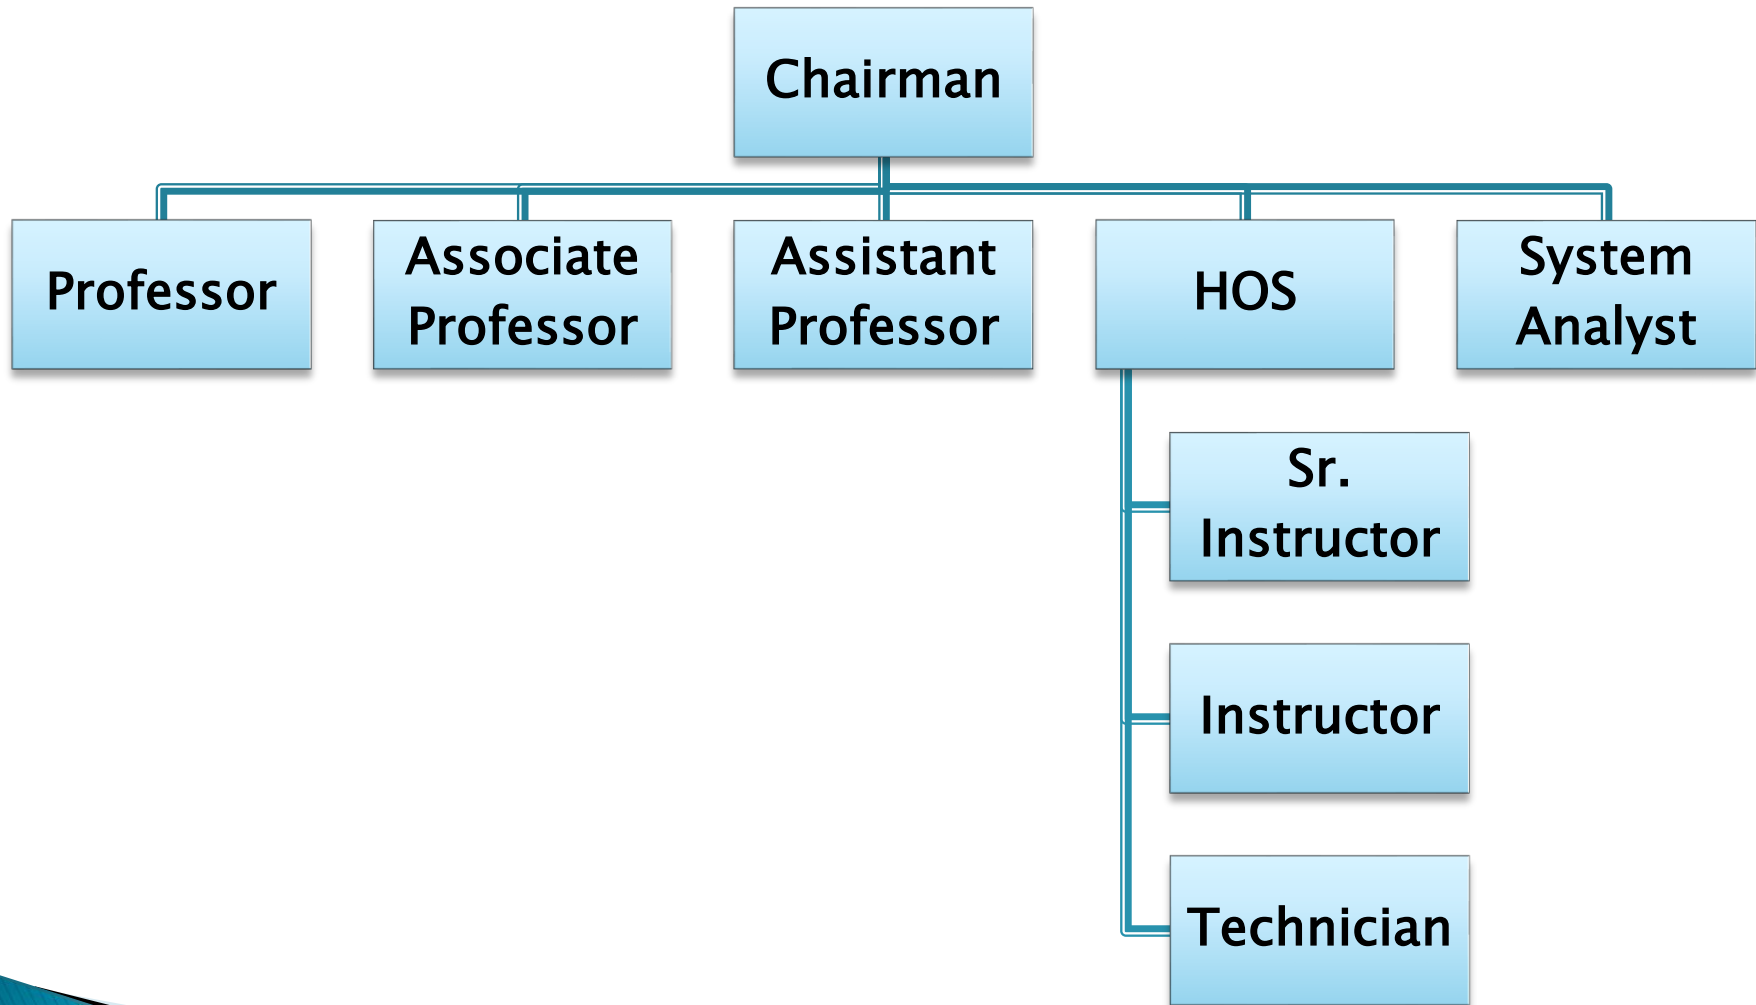 Chairman
Professor
Associate
Professor
Assistant
Professor
HOS
System
Analyst
Sr.
Instructor
Instructor
Technician